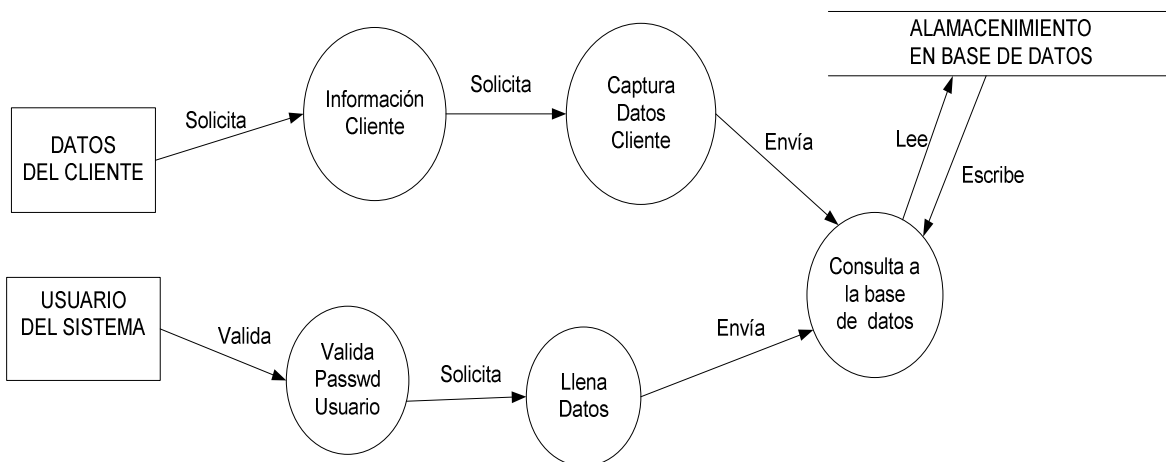 ALAMACENIMIENTO
EN BASE DE DATOS
DATOS
DEL CLIENTE
Solicita
Información
Cliente
Solicita
Captura
Datos
Cliente
Envía
Lee
Escribe
Consulta a
la base
de datos
USUARIO
DEL SISTEMA
Valida
Valida
Passwd
Usuario
Solicita
Llena
Datos
Envía